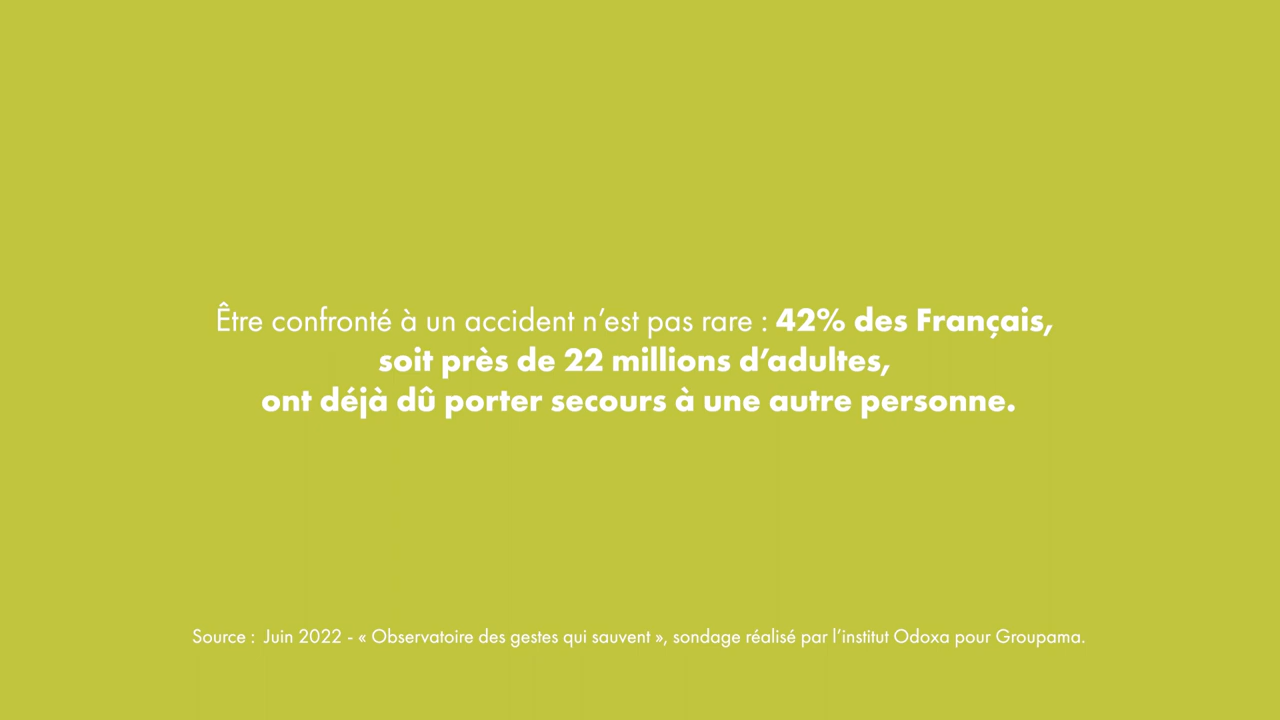 Être confronté à un accident n’est pas rare : 42% des Français,
soit près de 22 millions d’adultes,
ont déjà dû porter secours à une autre personne.
Source : Juin 2022 - « Observatoire des gestes qui sauvent », sondage réalisé par l’institut Odoxa pour Groupama.